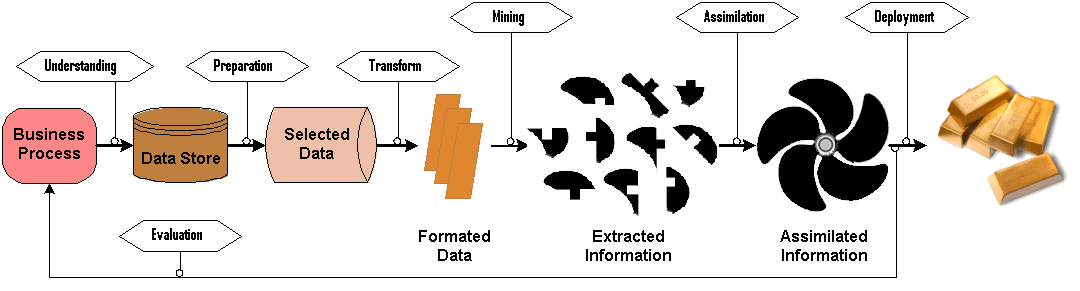 Understanding
Preparation
Transform
Mining
Assimilation
Deployment
Business
Process
Data Store
Selected
Data
Formated
Data
Extracted
Information
Assimilated
Information
Evaluation